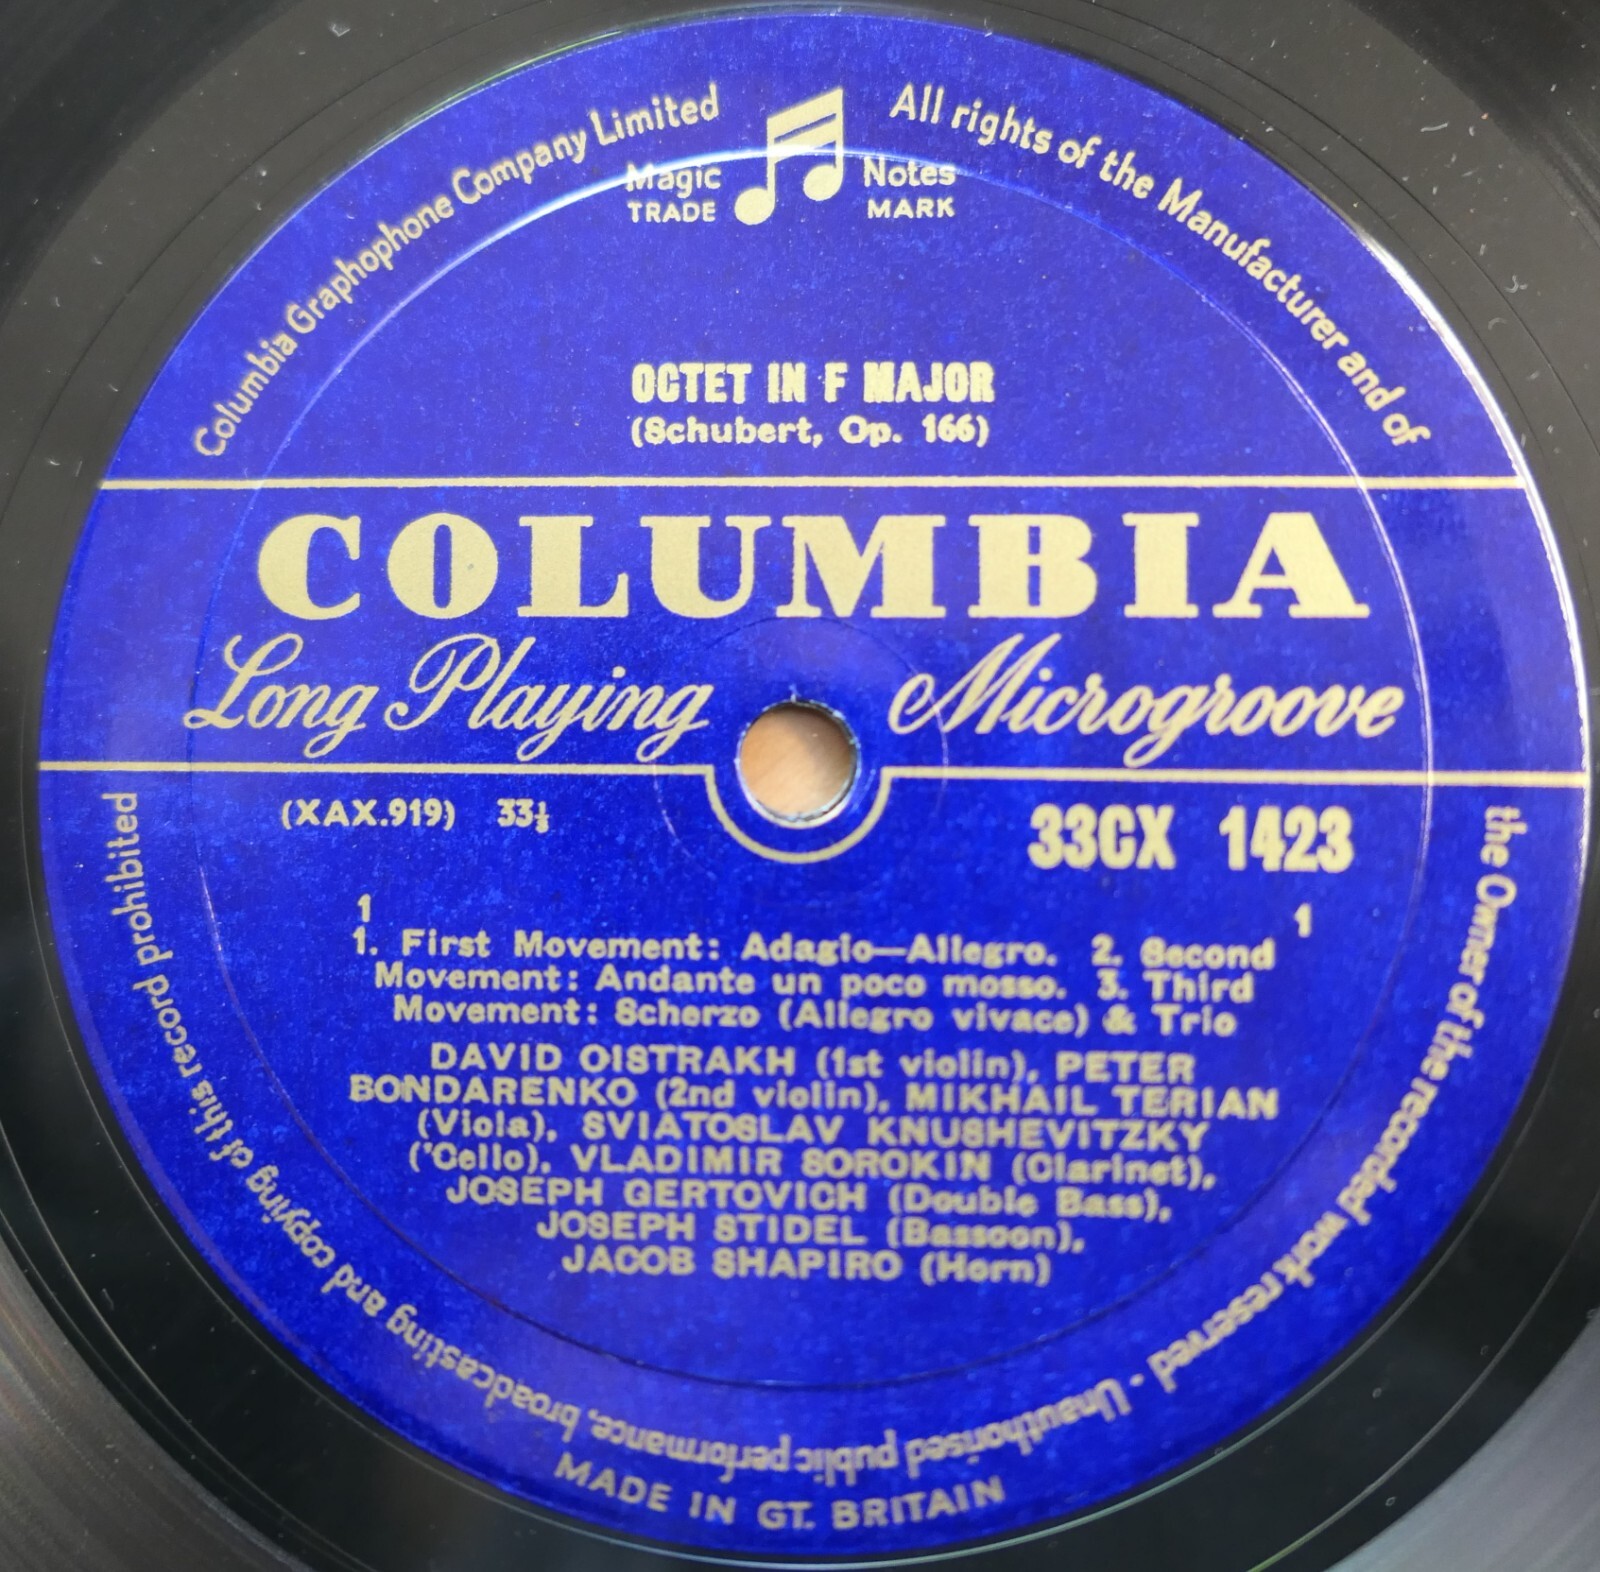 Columbia Graphophone Company Limited
All rights of the Manufacturer and of
the Owner of the recorded work reserved - Unauthorised public performance, broadcasting and copying of this record prohibited
Magic Notes
TRADE MARK
OCTET IN F MAJOR
(Schubert, Op. 166)
COLUMBIA
Long Playing Microgroove
(XAX.919) 33⅓ 33CX 1423
1 1
1. First Movement: Adagio—Allegro. 2. Second
Movement: Andante un poco mosso. 3. Third
Movement: Scherzo (Allegro vivace) & Trio
DAVID OISTRAKH (1st violin), PETER
BONDARENKO (2nd violin), MIKHAIL TERIAN
(Viola), SVIATOSLAV KNUSHEVITZKY
('Cello), VLADIMIR SOROKIN (Clarinet),
JOSEPH GERTOVICH (Double Bass),
JOSEPH STIDEL (Bassoon),
JACOB SHAPIRO (Horn)
MADE IN GT. BRITAIN